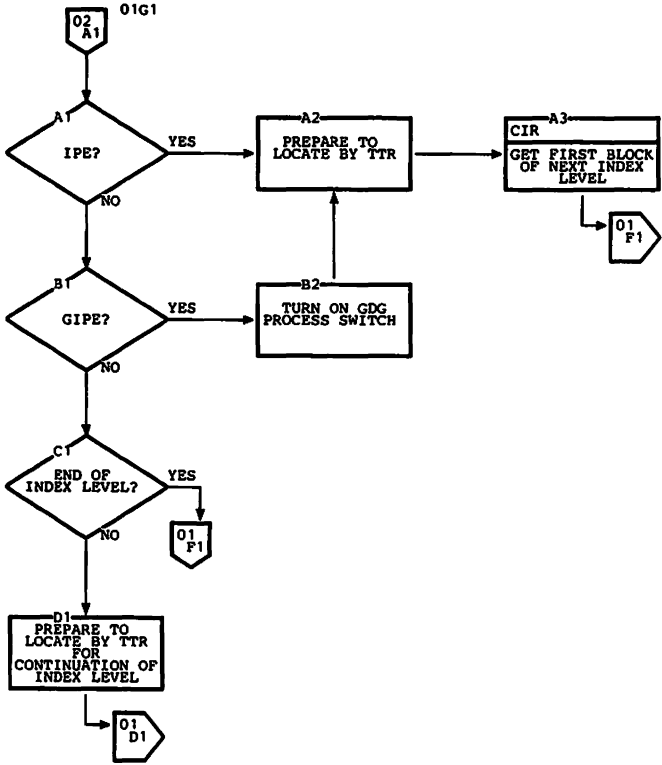 01G1
02
A1
A1
IPE?
YES
NO
A2
PREPARE TO
LOCATE BY TTR
A3
CIR
GET FIRST BLOCK
OF NEXT INDEX
LEVEL
01
F1
B1
GIPE?
YES
NO
B2
TURN ON GDG
PROCESS SWITCH
C1
END OF
INDEX LEVEL?
YES
NO
01
F1
D1
PREPARE TO
LOCATE BY TTR
FOR
CONTINUATION OF
INDEX LEVEL
01
D1